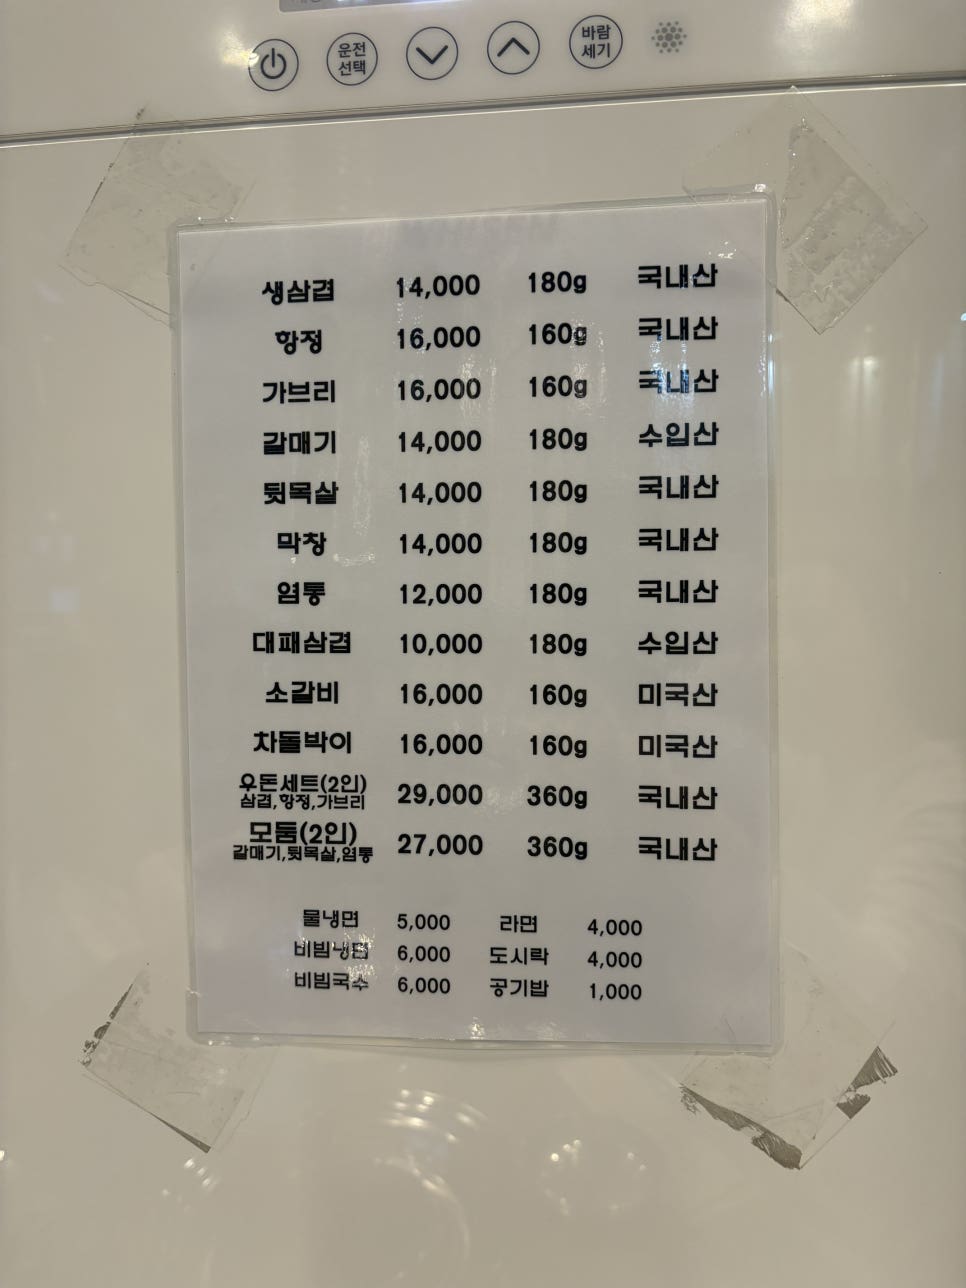 운전
선택
바람
세기
생삼겹 14,000 180g 국내산
항정 16,000 160g 국내산
가브리 16,000 160g 국내산
갈매기 14,000 180g 수입산
뒷목살 14,000 180g 국내산
막창 14,000 180g 국내산
염통 12,000 180g 국내산
대패삼겹 10,000 180g 수입산
소갈비 16,000 160g 미국산
차돌박이 16,000 160g 미국산
우돈세트(2인) 29,000 360g 국내산
삼겹,항정,가브리
모둠(2인) 27,000 360g 국내산
갈매기,뒷목살,염통
물냉면 5,000 라면 4,000
비빔냉면 6,000 도시락 4,000
비빔국수 6,000 공기밥 1,000